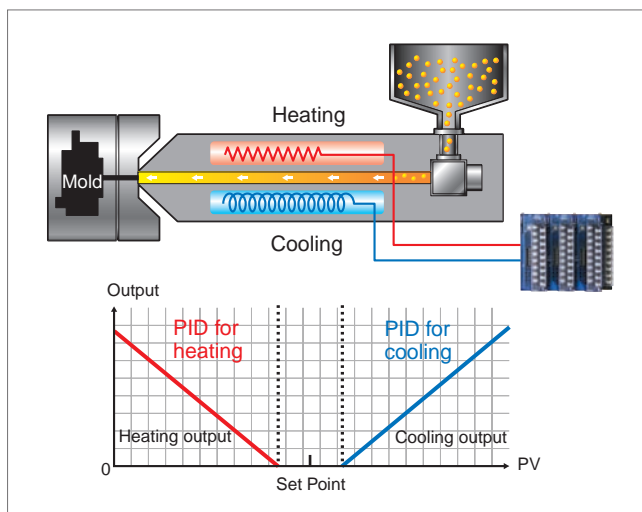 Heating
Mold
Cooling
Output
PID for
heating
PID for
cooling
Heating output
Cooling output
0
Set Point
PV